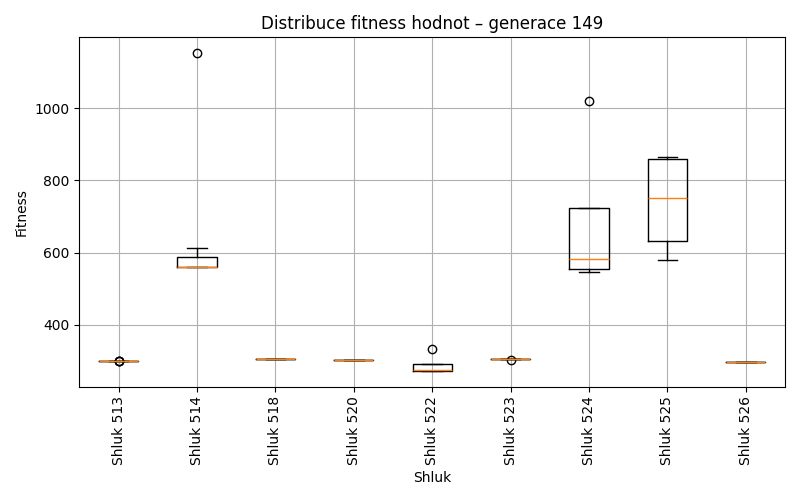 Distribuce fitness hodnot – generace 149
Fitness
1000
800
600
400
Shluk 513
Shluk 514
Shluk 518
Shluk 520
Shluk 522
Shluk 523
Shluk 524
Shluk 525
Shluk 526
Shluk